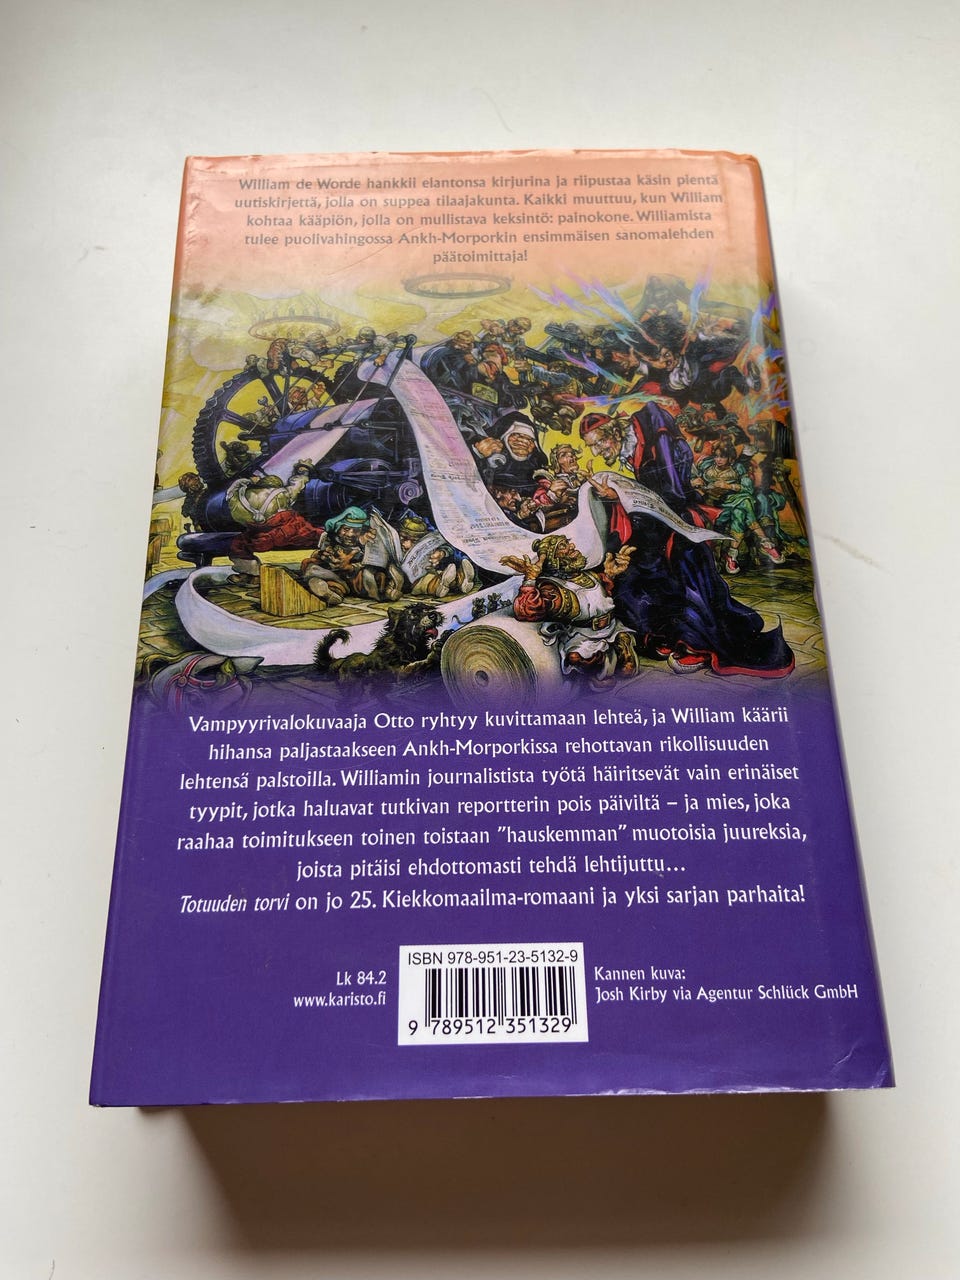 William de Worde hankkii elantonsa kirjurina ja riipustaa käsin pientä
uutiskirjettä, jolla on suppea tilaajakunta. Kaikki muuttuu, kun William
kohtaa kääpiön, jolla on mullistava keksintö: painokone. Williamista
tulee puolivahingossa Ankh-Morporkin ensimmäisen sanomalehden
päätoimittaja!
Vampyyrivalokuvaaja Otto ryhtyy kuvittamaan lehteä, ja William käärii
hihansa paljastaakseen Ankh-Morporkissa rehottavan rikollisuuden
lehtensä palstoilla. Williamin journalistista työtä häiritsevät vain erinäiset
tyypit, jotka haluavat tutkivan reportterin pois päiviltä – ja mies, joka
raahaa toimitukseen toinen toistaan ”hauskemman” muotoisia juureksia,
joista pitäisi ehdottomasti tehdä lehtijuttu...
Totuuden torvi on jo 25. Kiekkomaailma-romaani ja yksi sarjan parhaita!
Lk 84.2
www.karisto.fi
ISBN 978-951-23-5132-9
9 789512 351329
Kannen kuva:
Josh Kirby via Agentur Schlück GmbH